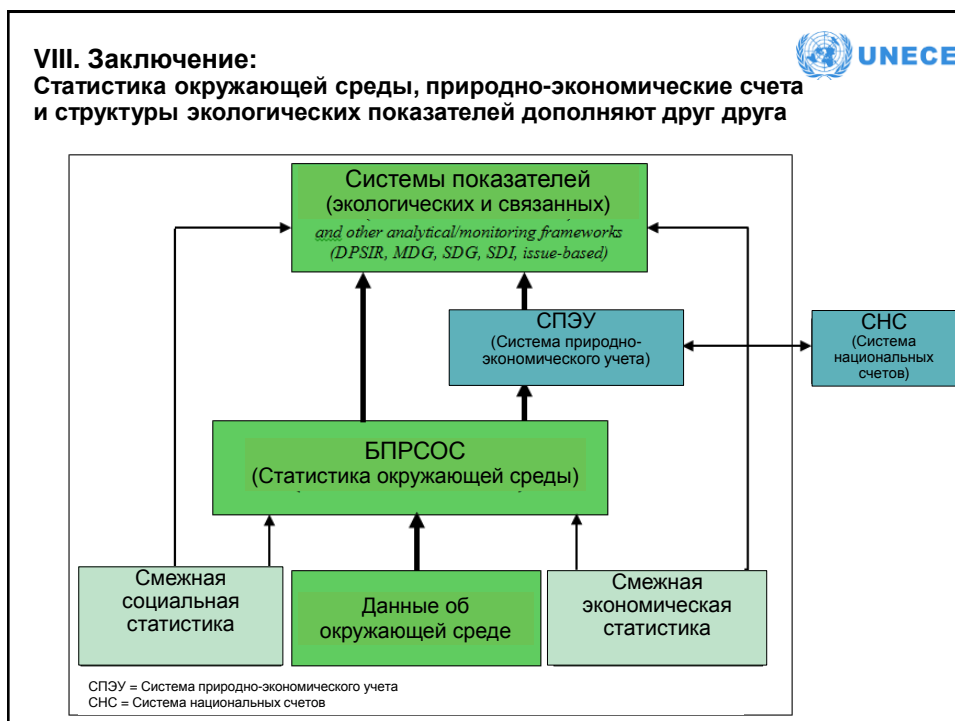 VIII. Заключение:
UNECE
Статистика окружающей среды, природно-экономические счета
и структуры экологических показателей дополняют друг друга
Системы показателей
(экологических и связанных)
and other analytical/monitoring frameworks
(DPSIR, MDG, SDG, SDI, issue-based)
СПЭУ
(Система природно-
экономического учета)
СНС
(Система
национальных
счетов)
БПРСОС
(Статистика окружающей среды)
Смежная
социальная
статистика
Данные об
окружающей среде
Смежная
экономическая
статистика
СПЭУ = Система природно-экономического учета
СНС = Система национальных счетов